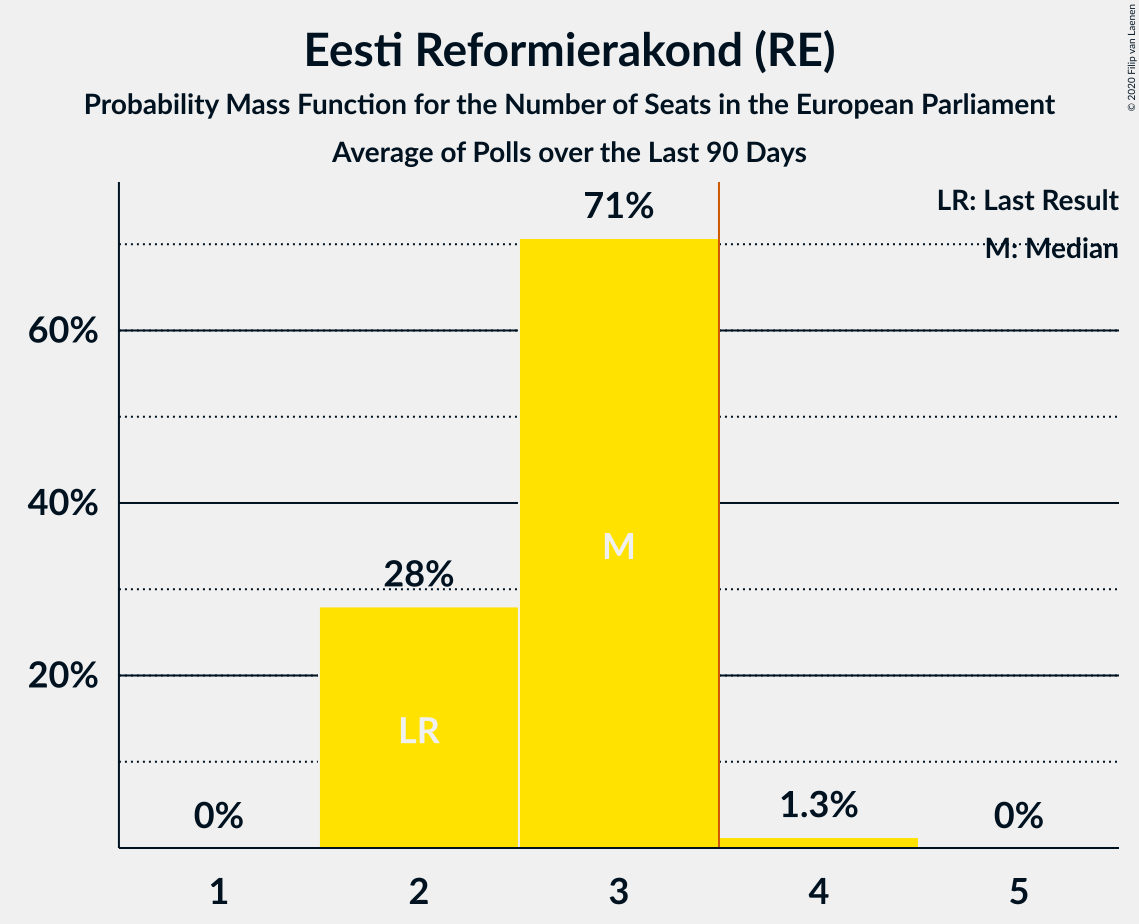 Eesti Reformierakond (RE)
Probability Mass Function for the Number of Seats in the European Parliament
Average of Polls over the Last 90 Days
© 2020 Filip van Laenen
LR: Last Result
M: Median
71%
60%
M
40%
28%
20%
LR
0%
1.3%
0%
1 2 3 4 5